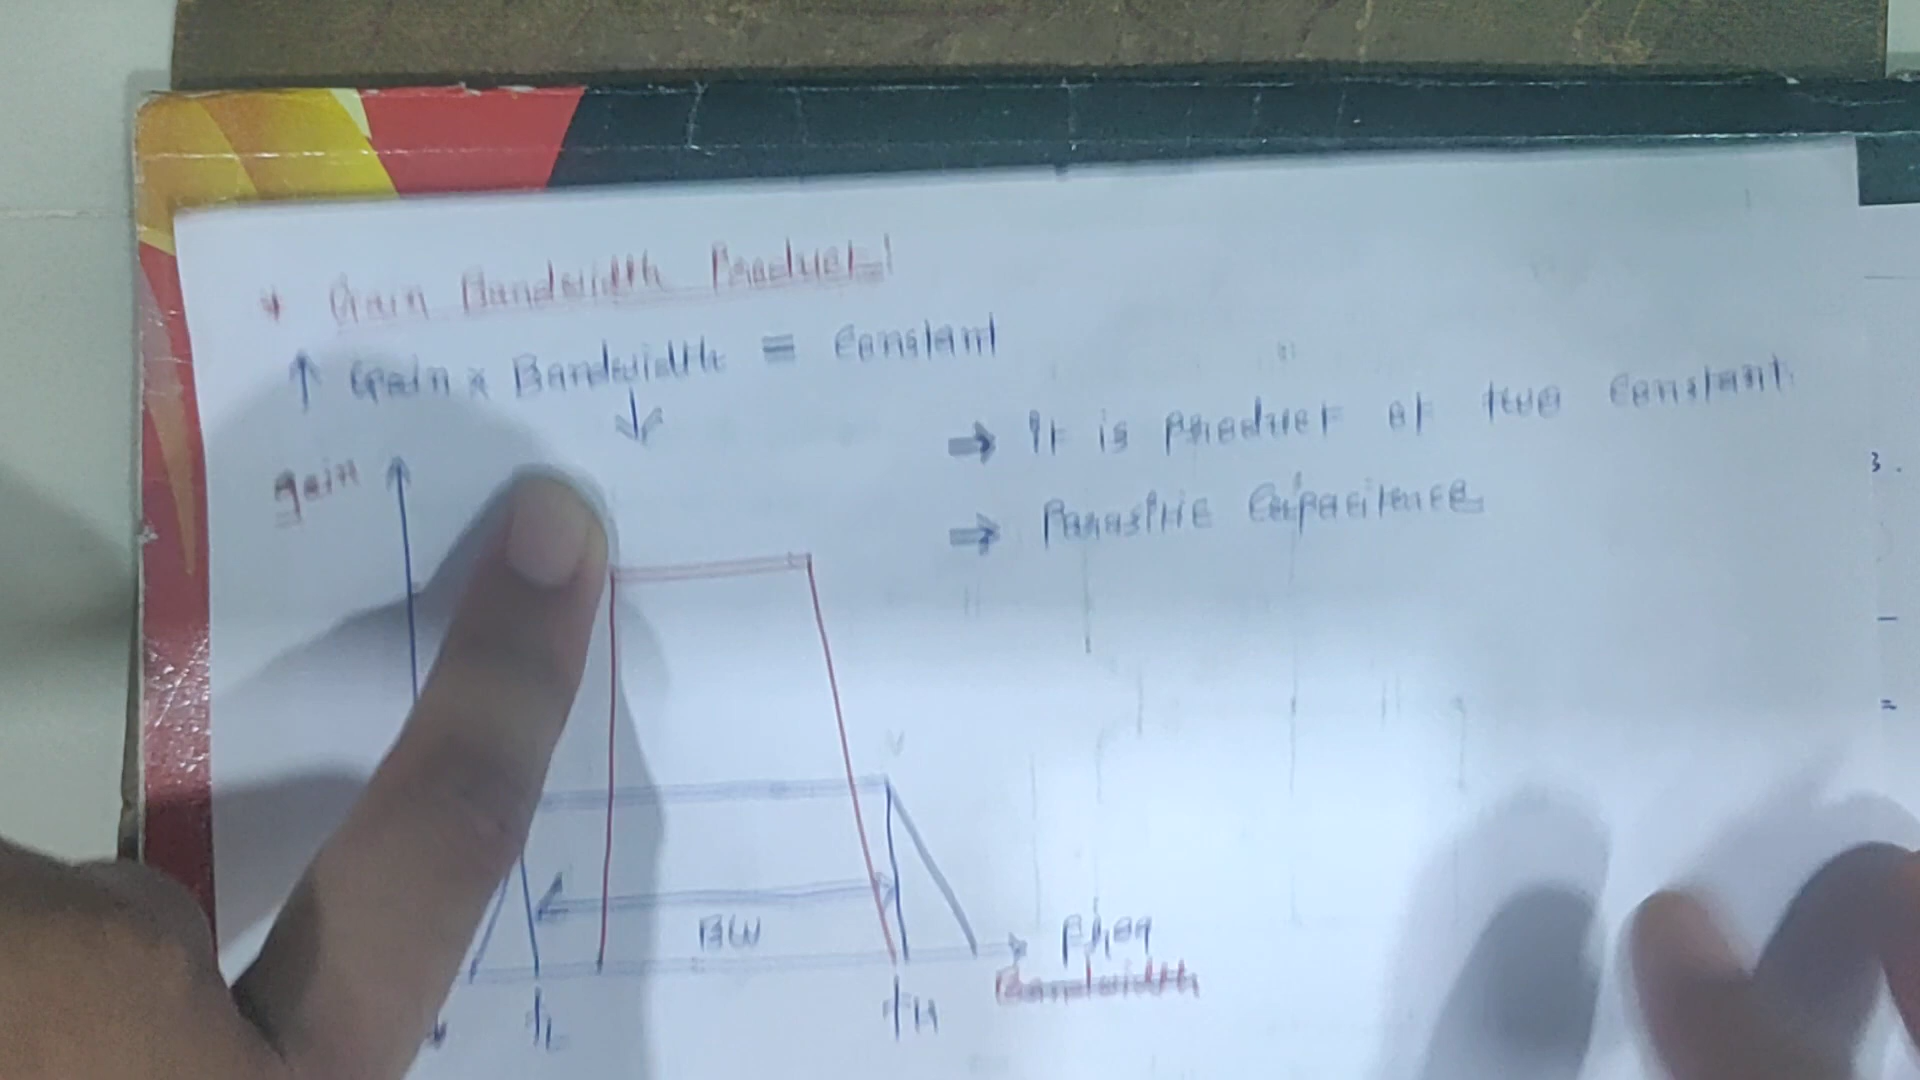 * Gain Bandwidth Product
↑ Gain x Bandwidth = Constant
↓
⇒ It is Product of two Constant.
⇒ Parasitic Capacitance
gain
BW
freq
Bandwidth
fL
fH
3.